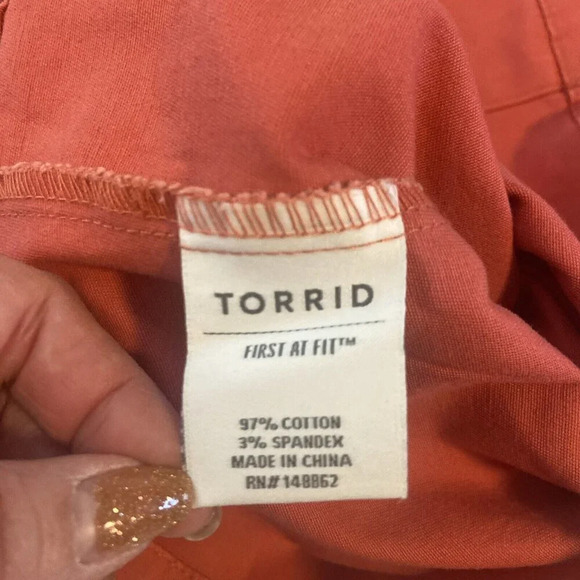 TORRID
FIRST AT FIT™
97% COTTON
3% SPANDEX
MADE IN CHINA
RN# 148862